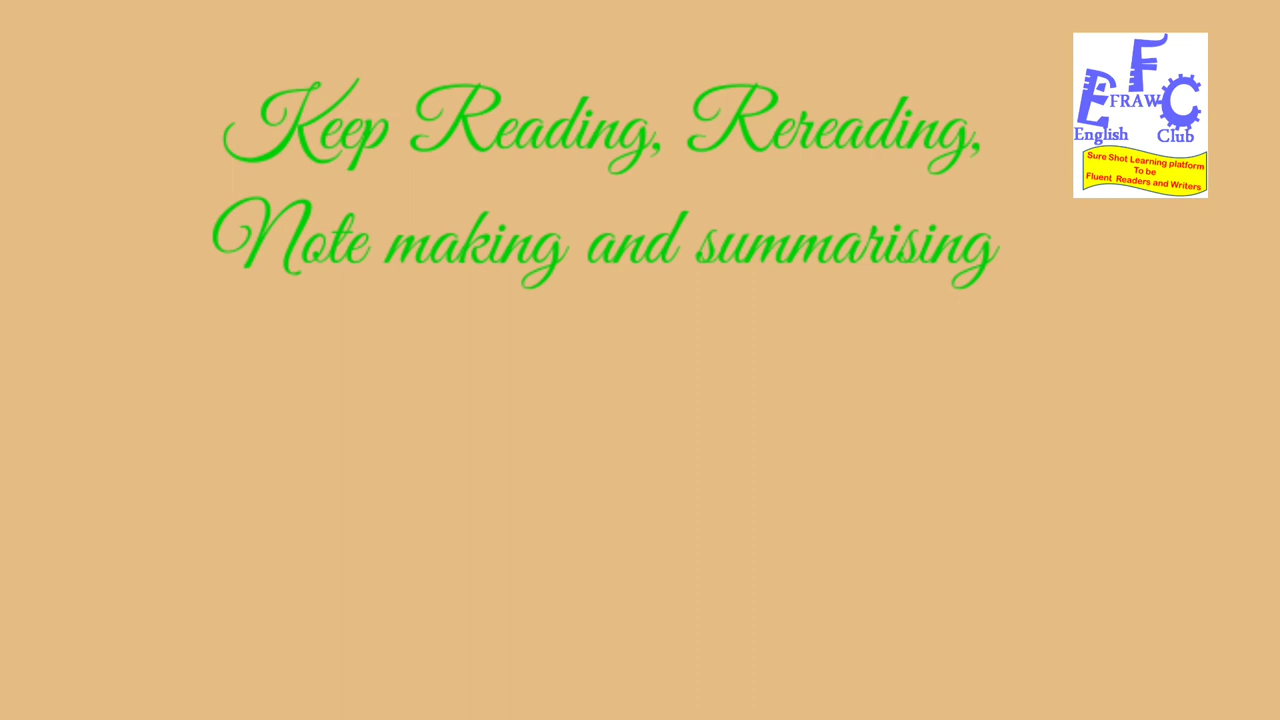 Keep Reading, Rereading,
Note making and summarising
EFC
FRAW
English Club
Sure Shot Learning platform
To be
Fluent Readers and Writers